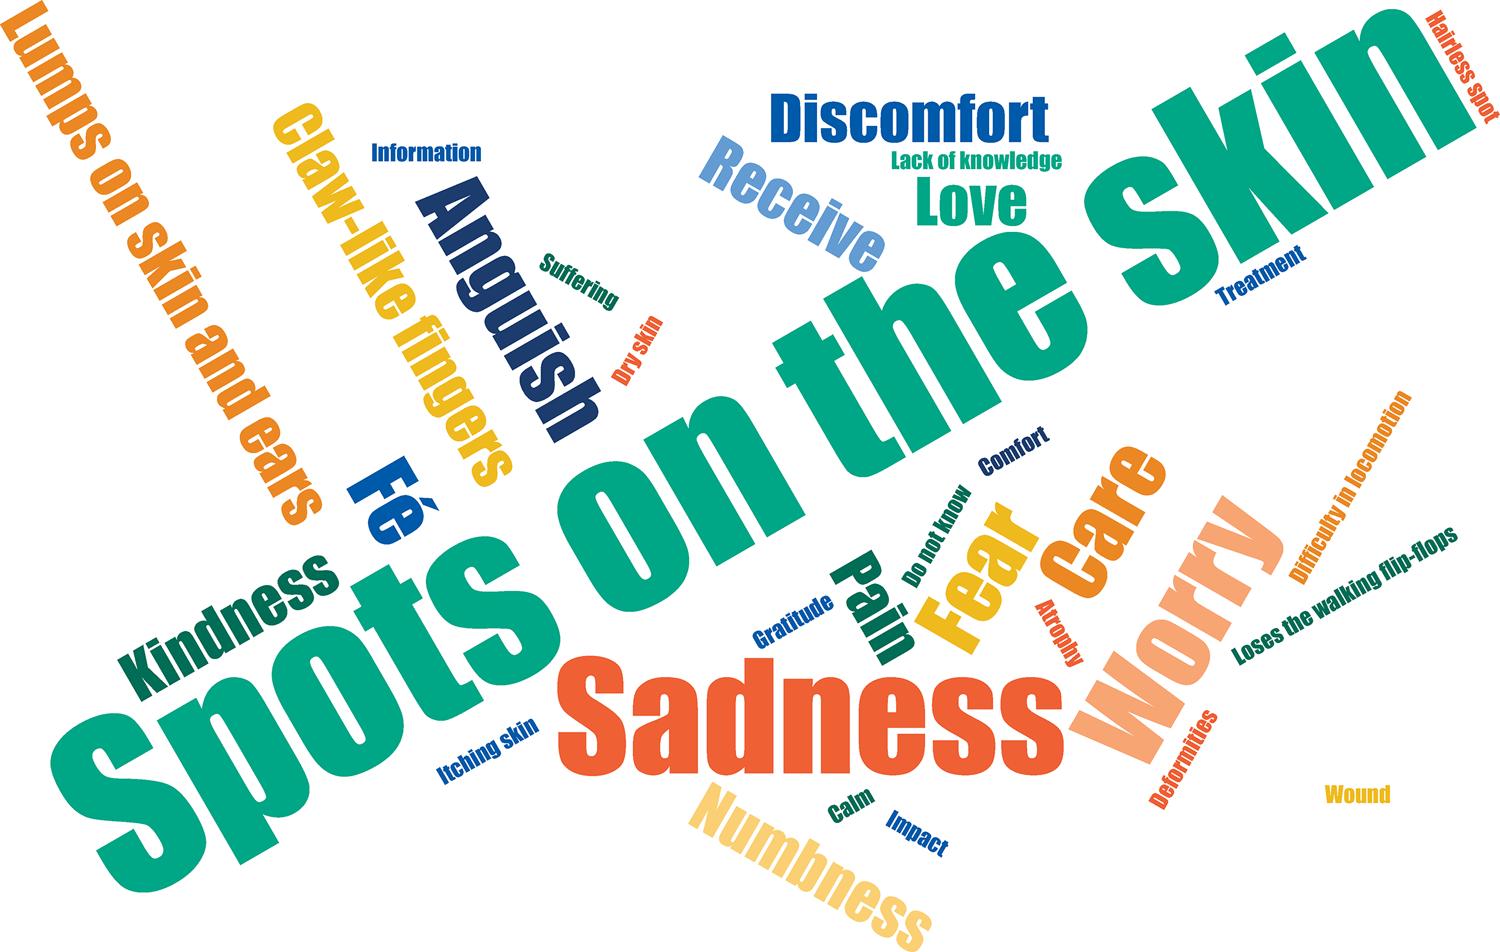 Lumps on skin and ears
Claw-like fingers
Information
Anguish
Suffering
Dry skin
Discomfort
Lack of knowledge
Receive
Love
Hairless spot
Spots on the skin
Treatment
Fé
Kindness
Comfort
Do not know
Fear
Care
Pain
Gratitude
Atrophy
Worry
Difficulty in locomotion
Loses the walking flip-flops
Sadness
Itching skin
Deformities
Wound
Numbness
Calm
Impact